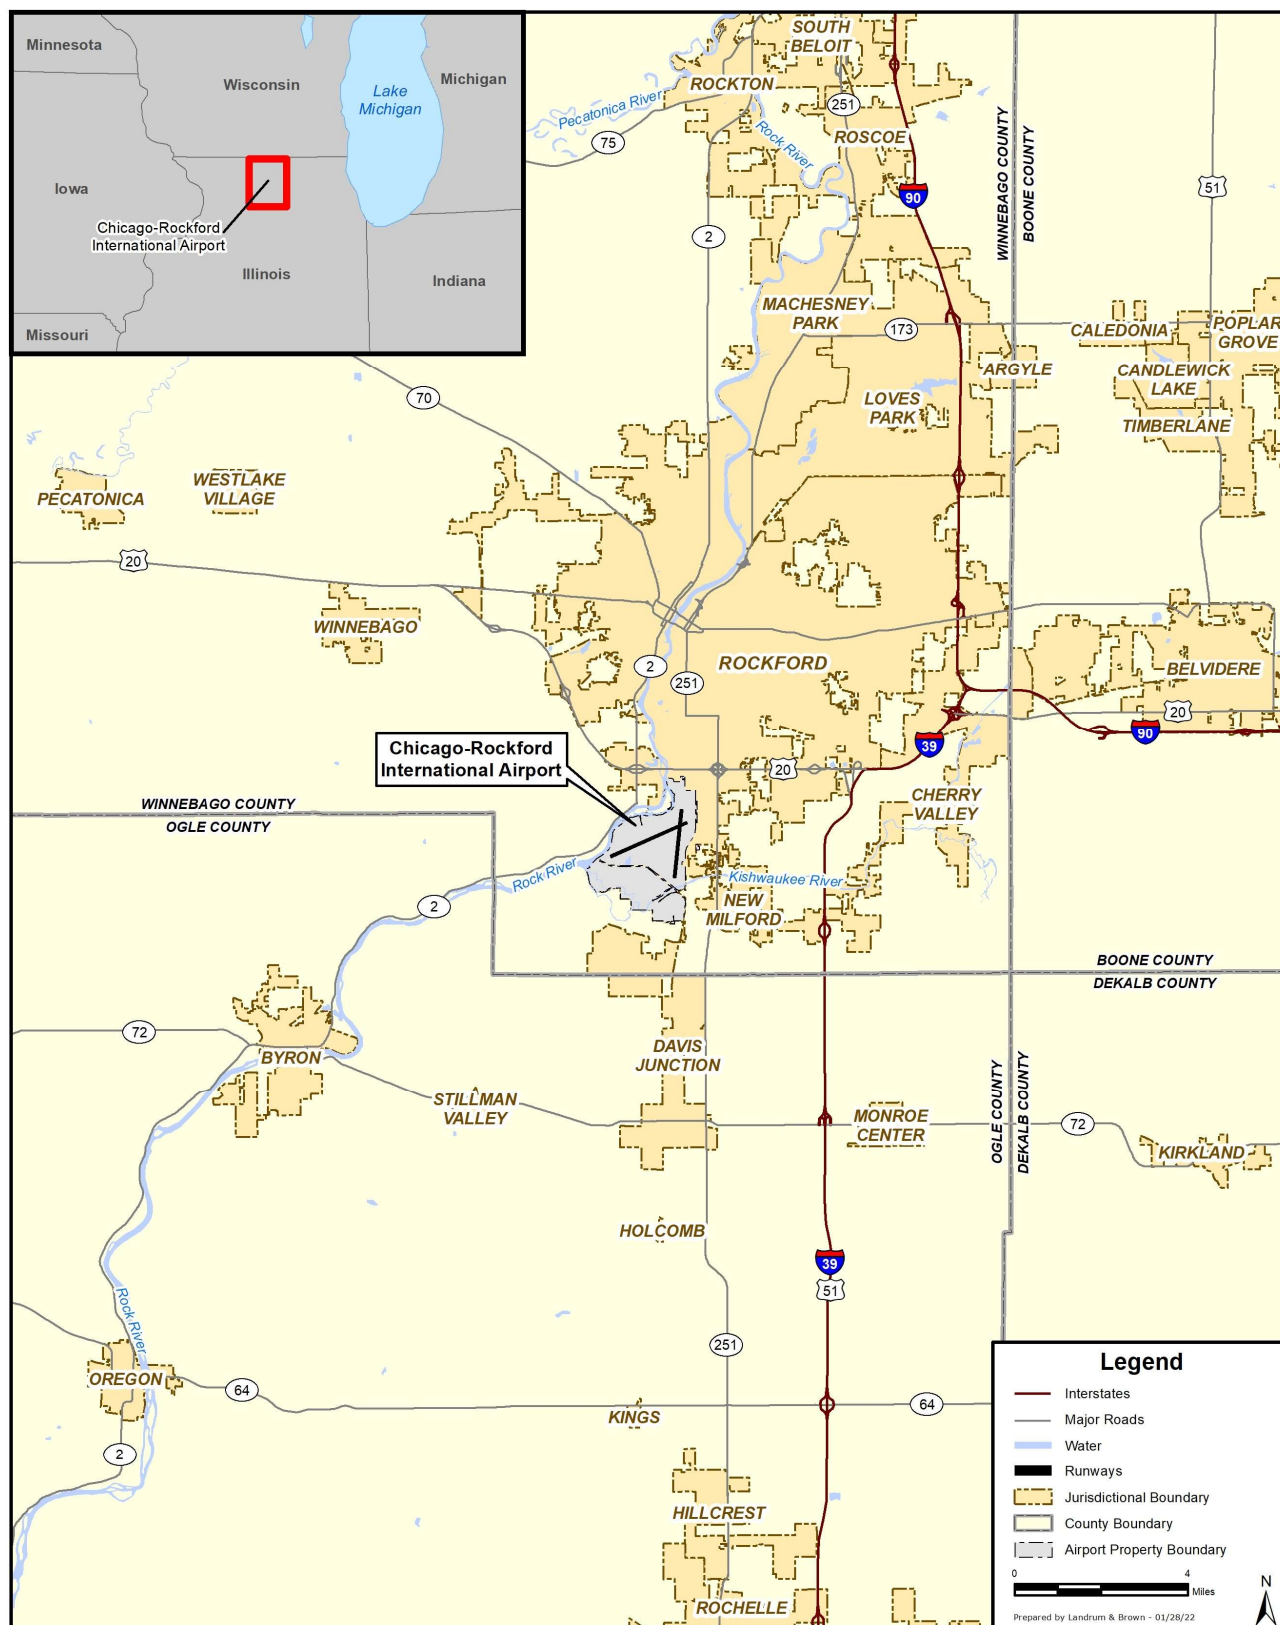 Minnesota
Wisconsin
Lake
Michigan
Michigan
Iowa
Chicago-Rockford
International Airport
Illinois
Indiana
Missouri
SOUTH
BELOIT
ROCKTON
Pecatonica River
251
75
Rock River
ROSCOE
90
WINNEBAGO COUNTY
BOONE COUNTY
51
2
MACHESNEY
PARK
173
CALEDONIA
POPLAR
GROVE
ARGYLE
CANDLEWICK
LAKE
70
LOVES
PARK
TIMBERLANE
PECATONICA
WESTLAKE
VILLAGE
20
WINNEBAGO
2
251
ROCKFORD
BELVIDERE
20
90
39
Chicago-Rockford
International Airport
20
WINNEBAGO COUNTY
OGLE COUNTY
CHERRY
VALLEY
Rock River
Kishwaukee River
2
NEW
MILFORD
BOONE COUNTY
DEKALB COUNTY
72
BYRON
DAVIS
JUNCTION
STILLMAN
VALLEY
MONROE
CENTER
OGLE COUNTY
DEKALB COUNTY
72
KIRKLAND
HOLCOMB
39
51
Rock River
251
OREGON
64
64
KINGS
2
HILLCREST
ROCHELLE
Legend
Interstates
Major Roads
Water
Runways
Jurisdictional Boundary
County Boundary
Airport Property Boundary
0 4
Miles
N
Prepared by Landrum & Brown - 01/28/22